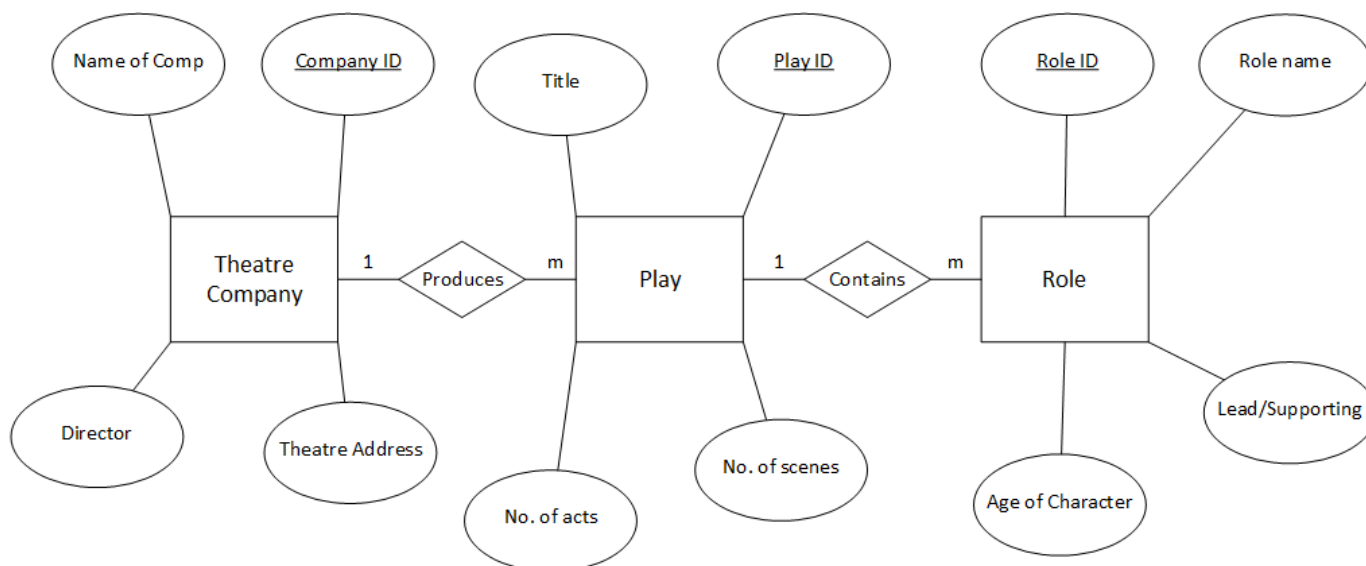 Name of Comp
Company ID
Title
Play ID
Role ID
Role name
Theatre
Company
1
Produces
m
Play
1
Contains
m
Role
Director
Theatre Address
No. of acts
No. of scenes
Age of Character
Lead/Supporting